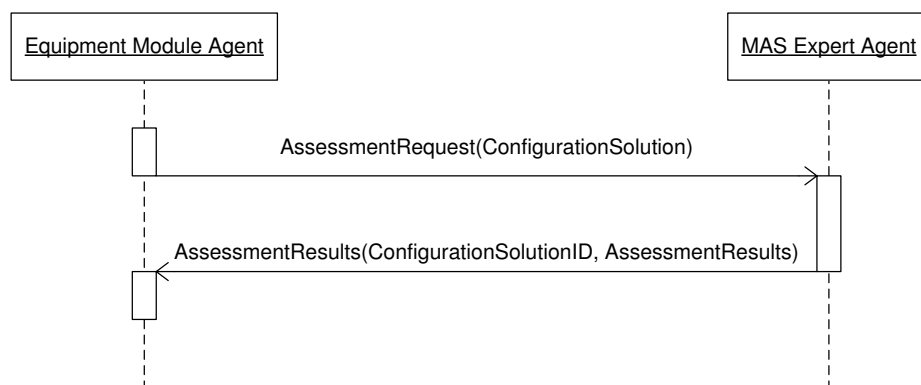 Equipment Module Agent
MAS Expert Agent
AssessmentRequest(ConfigurationSolution)
AssessmentResults(ConfigurationSolutionID, AssessmentResults)